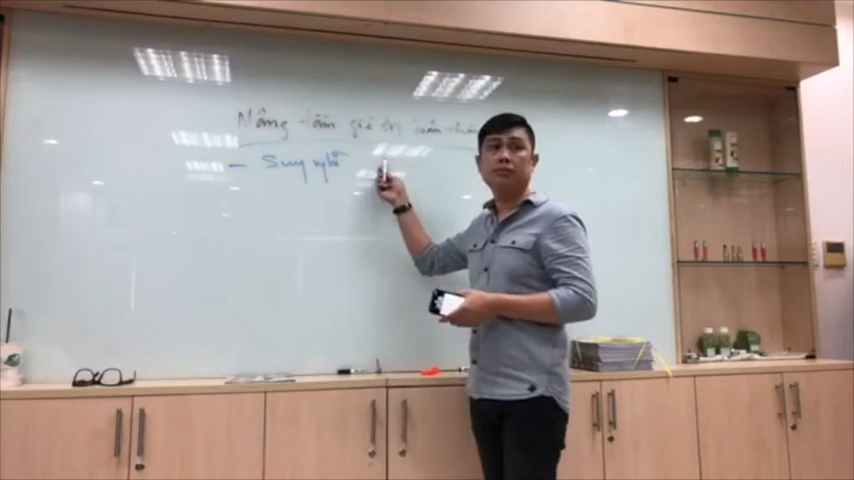 Nâng tầm giá trị bản thân
- Suy nghĩ